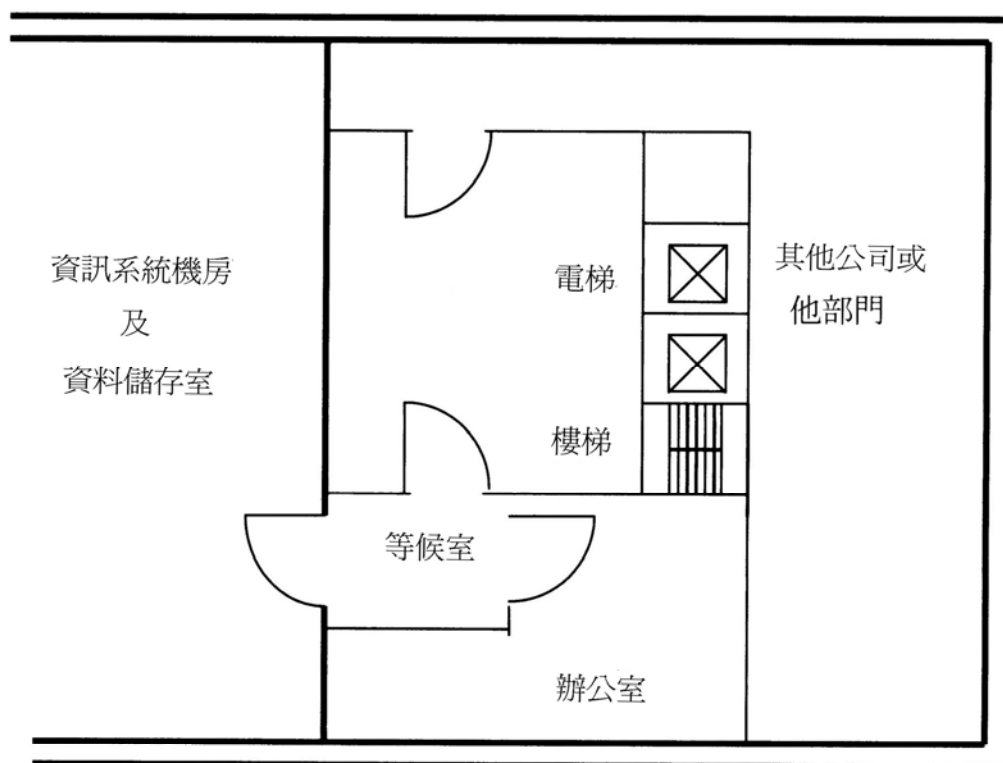 資訊系統機房
及
資料儲存室
電梯
樓梯
其他公司或
他部門
等候室
辦公室